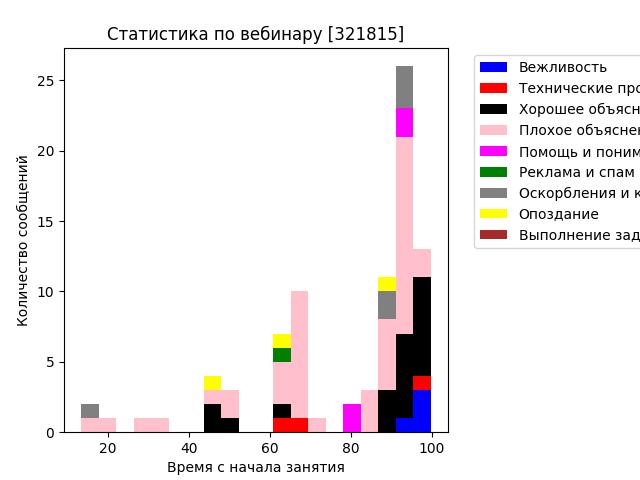 Статистика по вебинару [321815]
Количество сообщений
25
20
15
10
5
0
20 40 60 80 100
Время с начала занятия
Вежливость
Технические про
Хорошее объясн
Плохое объяснен
Помощь и поним
Реклама и спам
Оскорбления и к
Опоздание
Выполнение зад